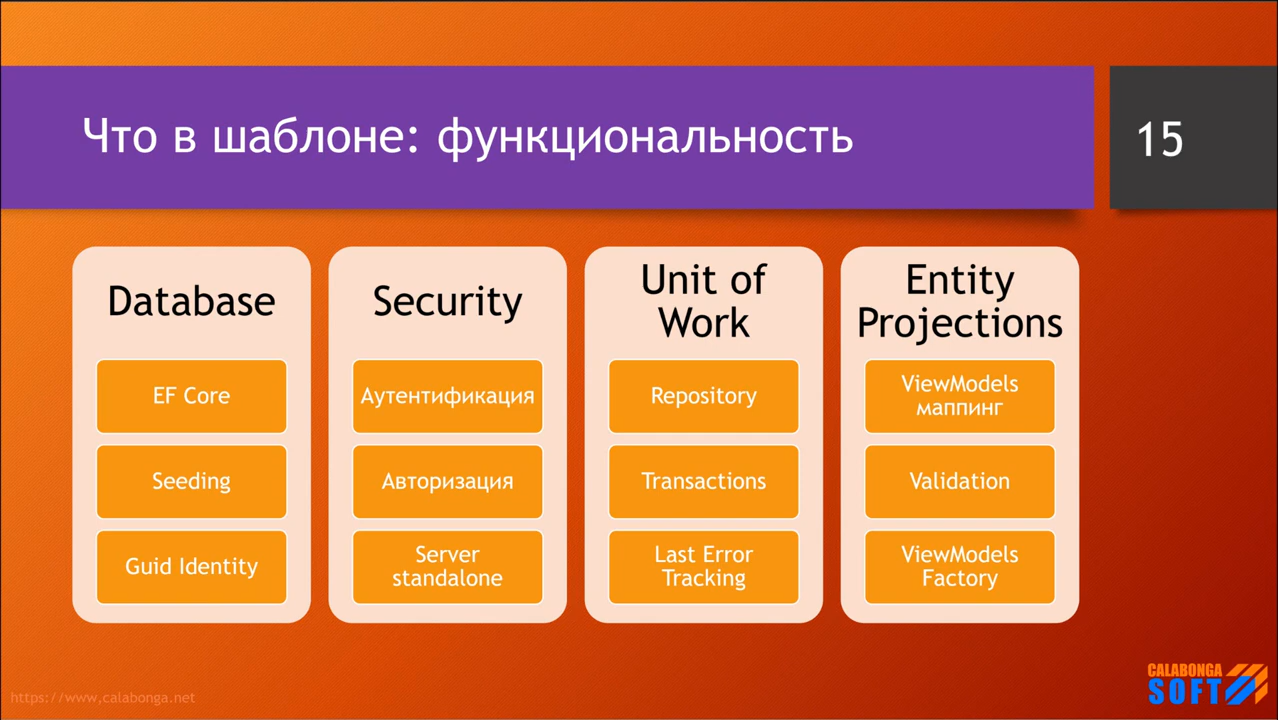 Что в шаблоне: функциональность
15
Database
EF Core
Seeding
Guid Identity
Security
Аутентификация
Авторизация
Server
standalone
Unit of
Work
Repository
Transactions
Last Error
Tracking
Entity
Projections
ViewModels
маппинг
Validation
ViewModels
Factory
https://www.calabonga.net
CALABONGA
SOFT